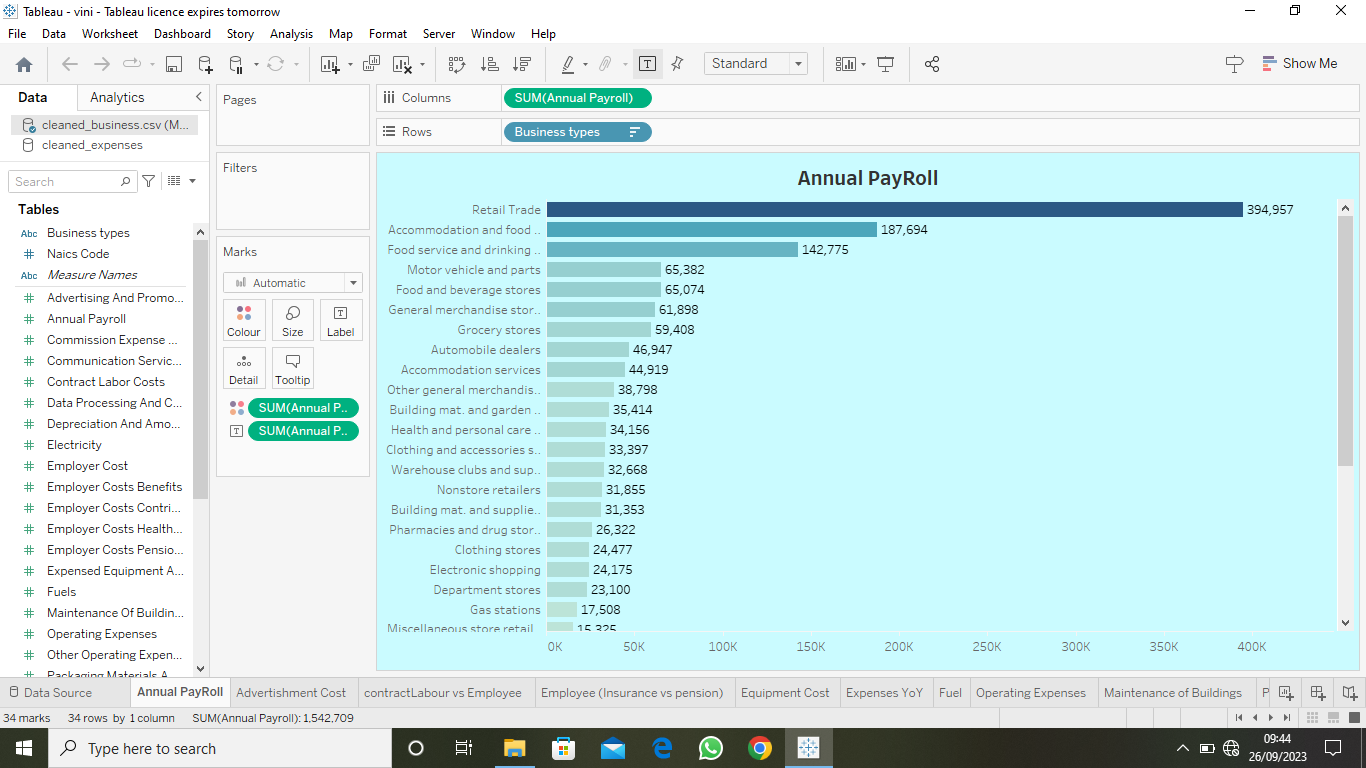 Tableau - vini - Tableau licence expires tomorrow
File Data Worksheet Dashboard Story Analysis Map Format Server Window Help
Standard
Show Me
Data Analytics
cleaned_business.csv (M...
cleaned_expenses
Search
Tables
Abc Business types
# Naics Code
Abc Measure Names
# Advertising And Promo...
# Annual Payroll
# Commission Expense ...
# Communication Servic...
# Contract Labor Costs
# Data Processing And C...
# Depreciation And Amo...
# Electricity
# Employer Cost
# Employer Costs Benefits
# Employer Costs Contri...
# Employer Costs Health...
# Employer Costs Pensio...
# Expensed Equipment A...
# Fuels
# Maintenance Of Buildin...
# Operating Expenses
# Other Operating Expen...
# Packaging Materials A...
Pages
Filters
Marks
Automatic
Colour Size Label
Detail Tooltip
SUM(Annual P..
SUM(Annual P..
Columns SUM(Annual Payroll)
Rows Business types
Annual PayRoll
Retail Trade 394,957
Accommodation and food .. 187,694
Food service and drinking .. 142,775
Motor vehicle and parts 65,382
Food and beverage stores 65,074
General merchandise stor.. 61,898
Grocery stores 59,408
Automobile dealers 46,947
Accommodation services 44,919
Other general merchandis.. 38,798
Building mat. and garden .. 35,414
Health and personal care .. 34,156
Clothing and accessories s.. 33,397
Warehouse clubs and sup.. 32,668
Nonstore retailers 31,855
Building mat. and supplie.. 31,353
Pharmacies and drug stor.. 26,322
Clothing stores 24,477
Electronic shopping 24,175
Department stores 23,100
Gas stations 17,508
Miscellaneous store retail.. 15,325
0K 50K 100K 150K 200K 250K 300K 350K 400K
Data Source Annual PayRoll Advertishment Cost contractLabour vs Employee Employee (Insurance vs pension) Equipment Cost Expenses YoY Fuel Operating Expenses Maintenance of Buildings P
34 marks 34 rows by 1 column SUM(Annual Payroll): 1,542,709
Type here to search
09:44
26/09/2023